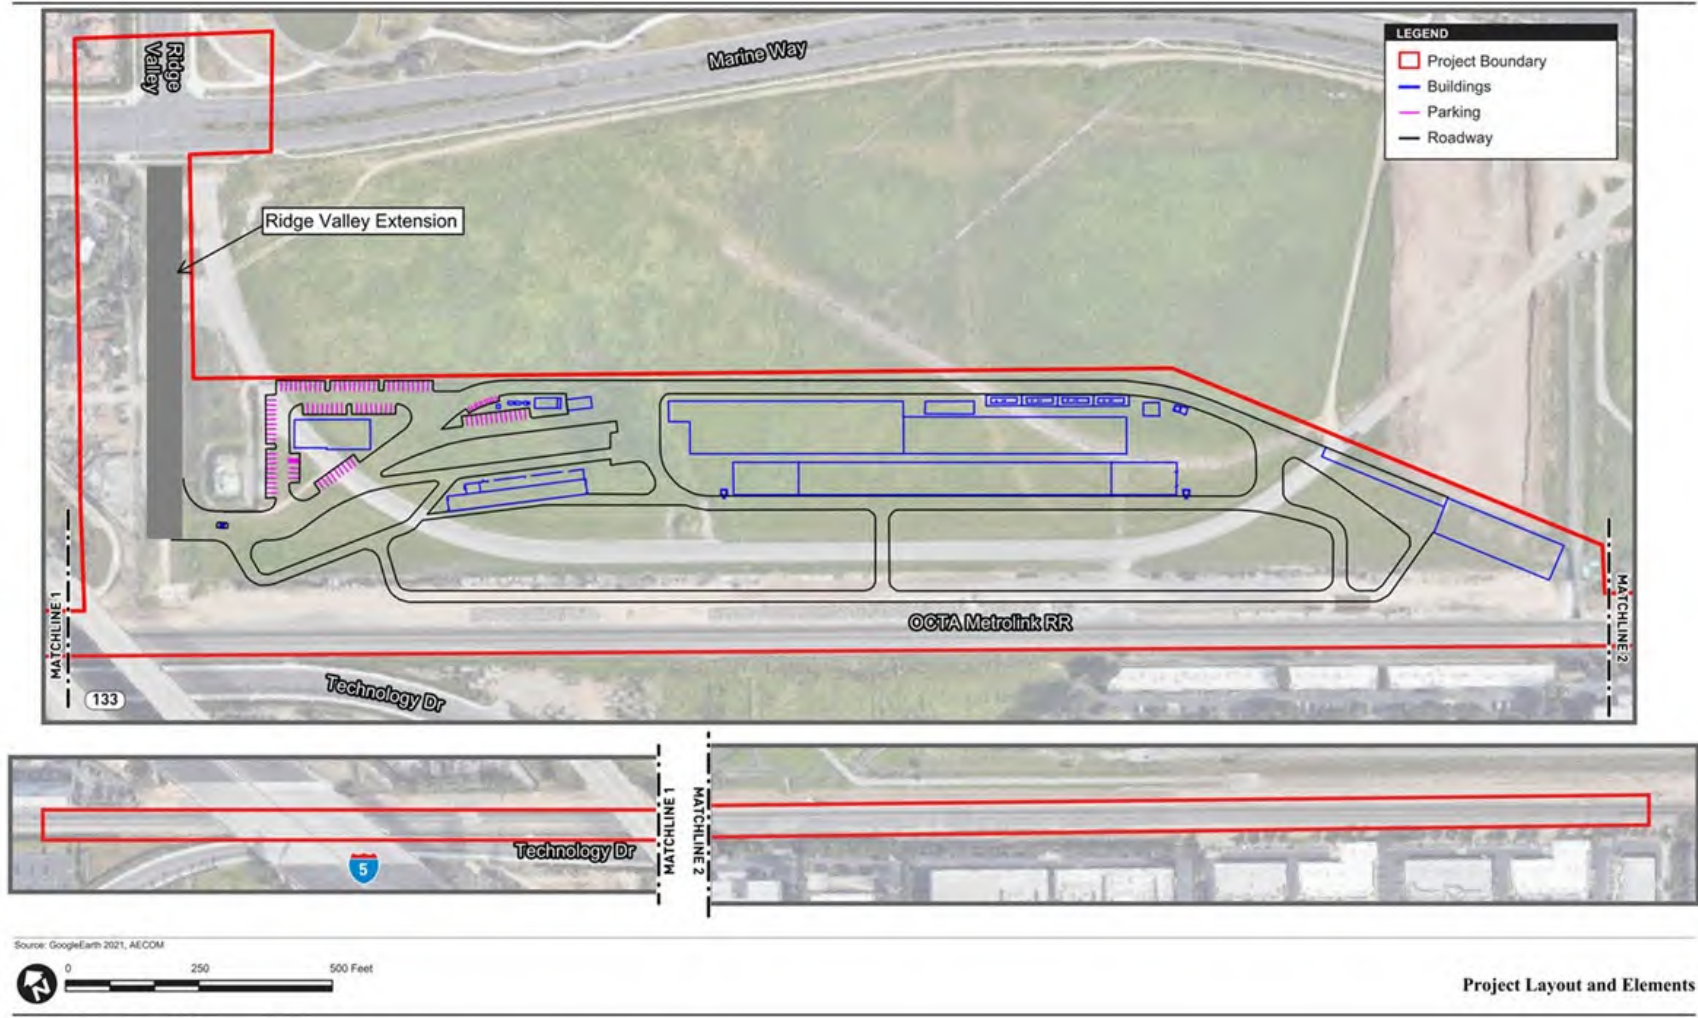 Ridge
Valley
Marine Way
LEGEND
Project Boundary
Buildings
Parking
Roadway
Ridge Valley Extension
MATCHLINE 1
OCTA Metrolink RR
MATCHLINE 2
133
Technology Dr
MATCHLINE 1
MATCHLINE 2
Technology Dr
5
Source: GoogleEarth 2021, AECOM
N
0 250 500 Feet
Project Layout and Elements